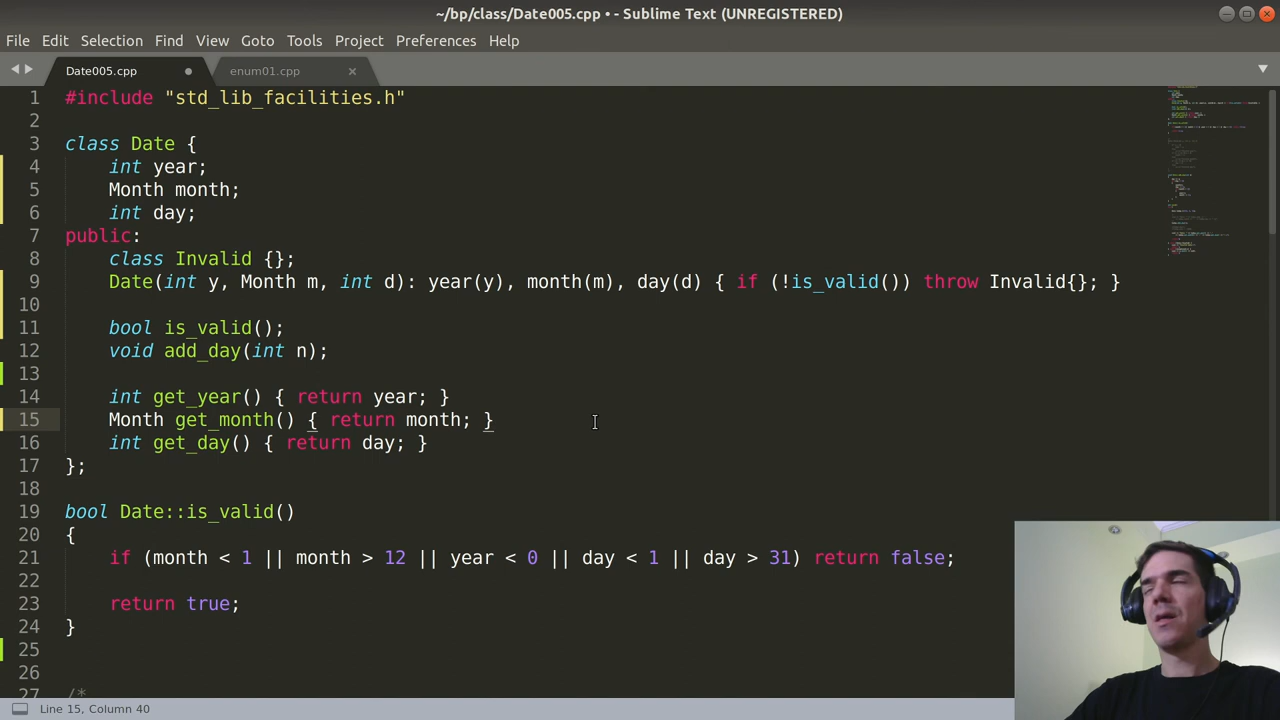 ~/bp/class/Date005.cpp • - Sublime Text (UNREGISTERED)
File Edit Selection Find View Goto Tools Project Preferences Help
Date005.cpp enum01.cpp
1 #include "std_lib_facilities.h"
2
3 class Date {
4 int year;
5 Month month;
6 int day;
7 public:
8 class Invalid {};
9 Date(int y, Month m, int d): year(y), month(m), day(d) { if (!is_valid()) throw Invalid{}; }
10
11 bool is_valid();
12 void add_day(int n);
13
14 int get_year() { return year; }
15 Month get_month() { return month; }
16 int get_day() { return day; }
17 };
18
19 bool Date::is_valid()
20 {
21 if (month < 1 || month > 12 || year < 0 || day < 1 || day > 31) return false;
22
23 return true;
24 }
25
26
27 /*
Line 15, Column 40